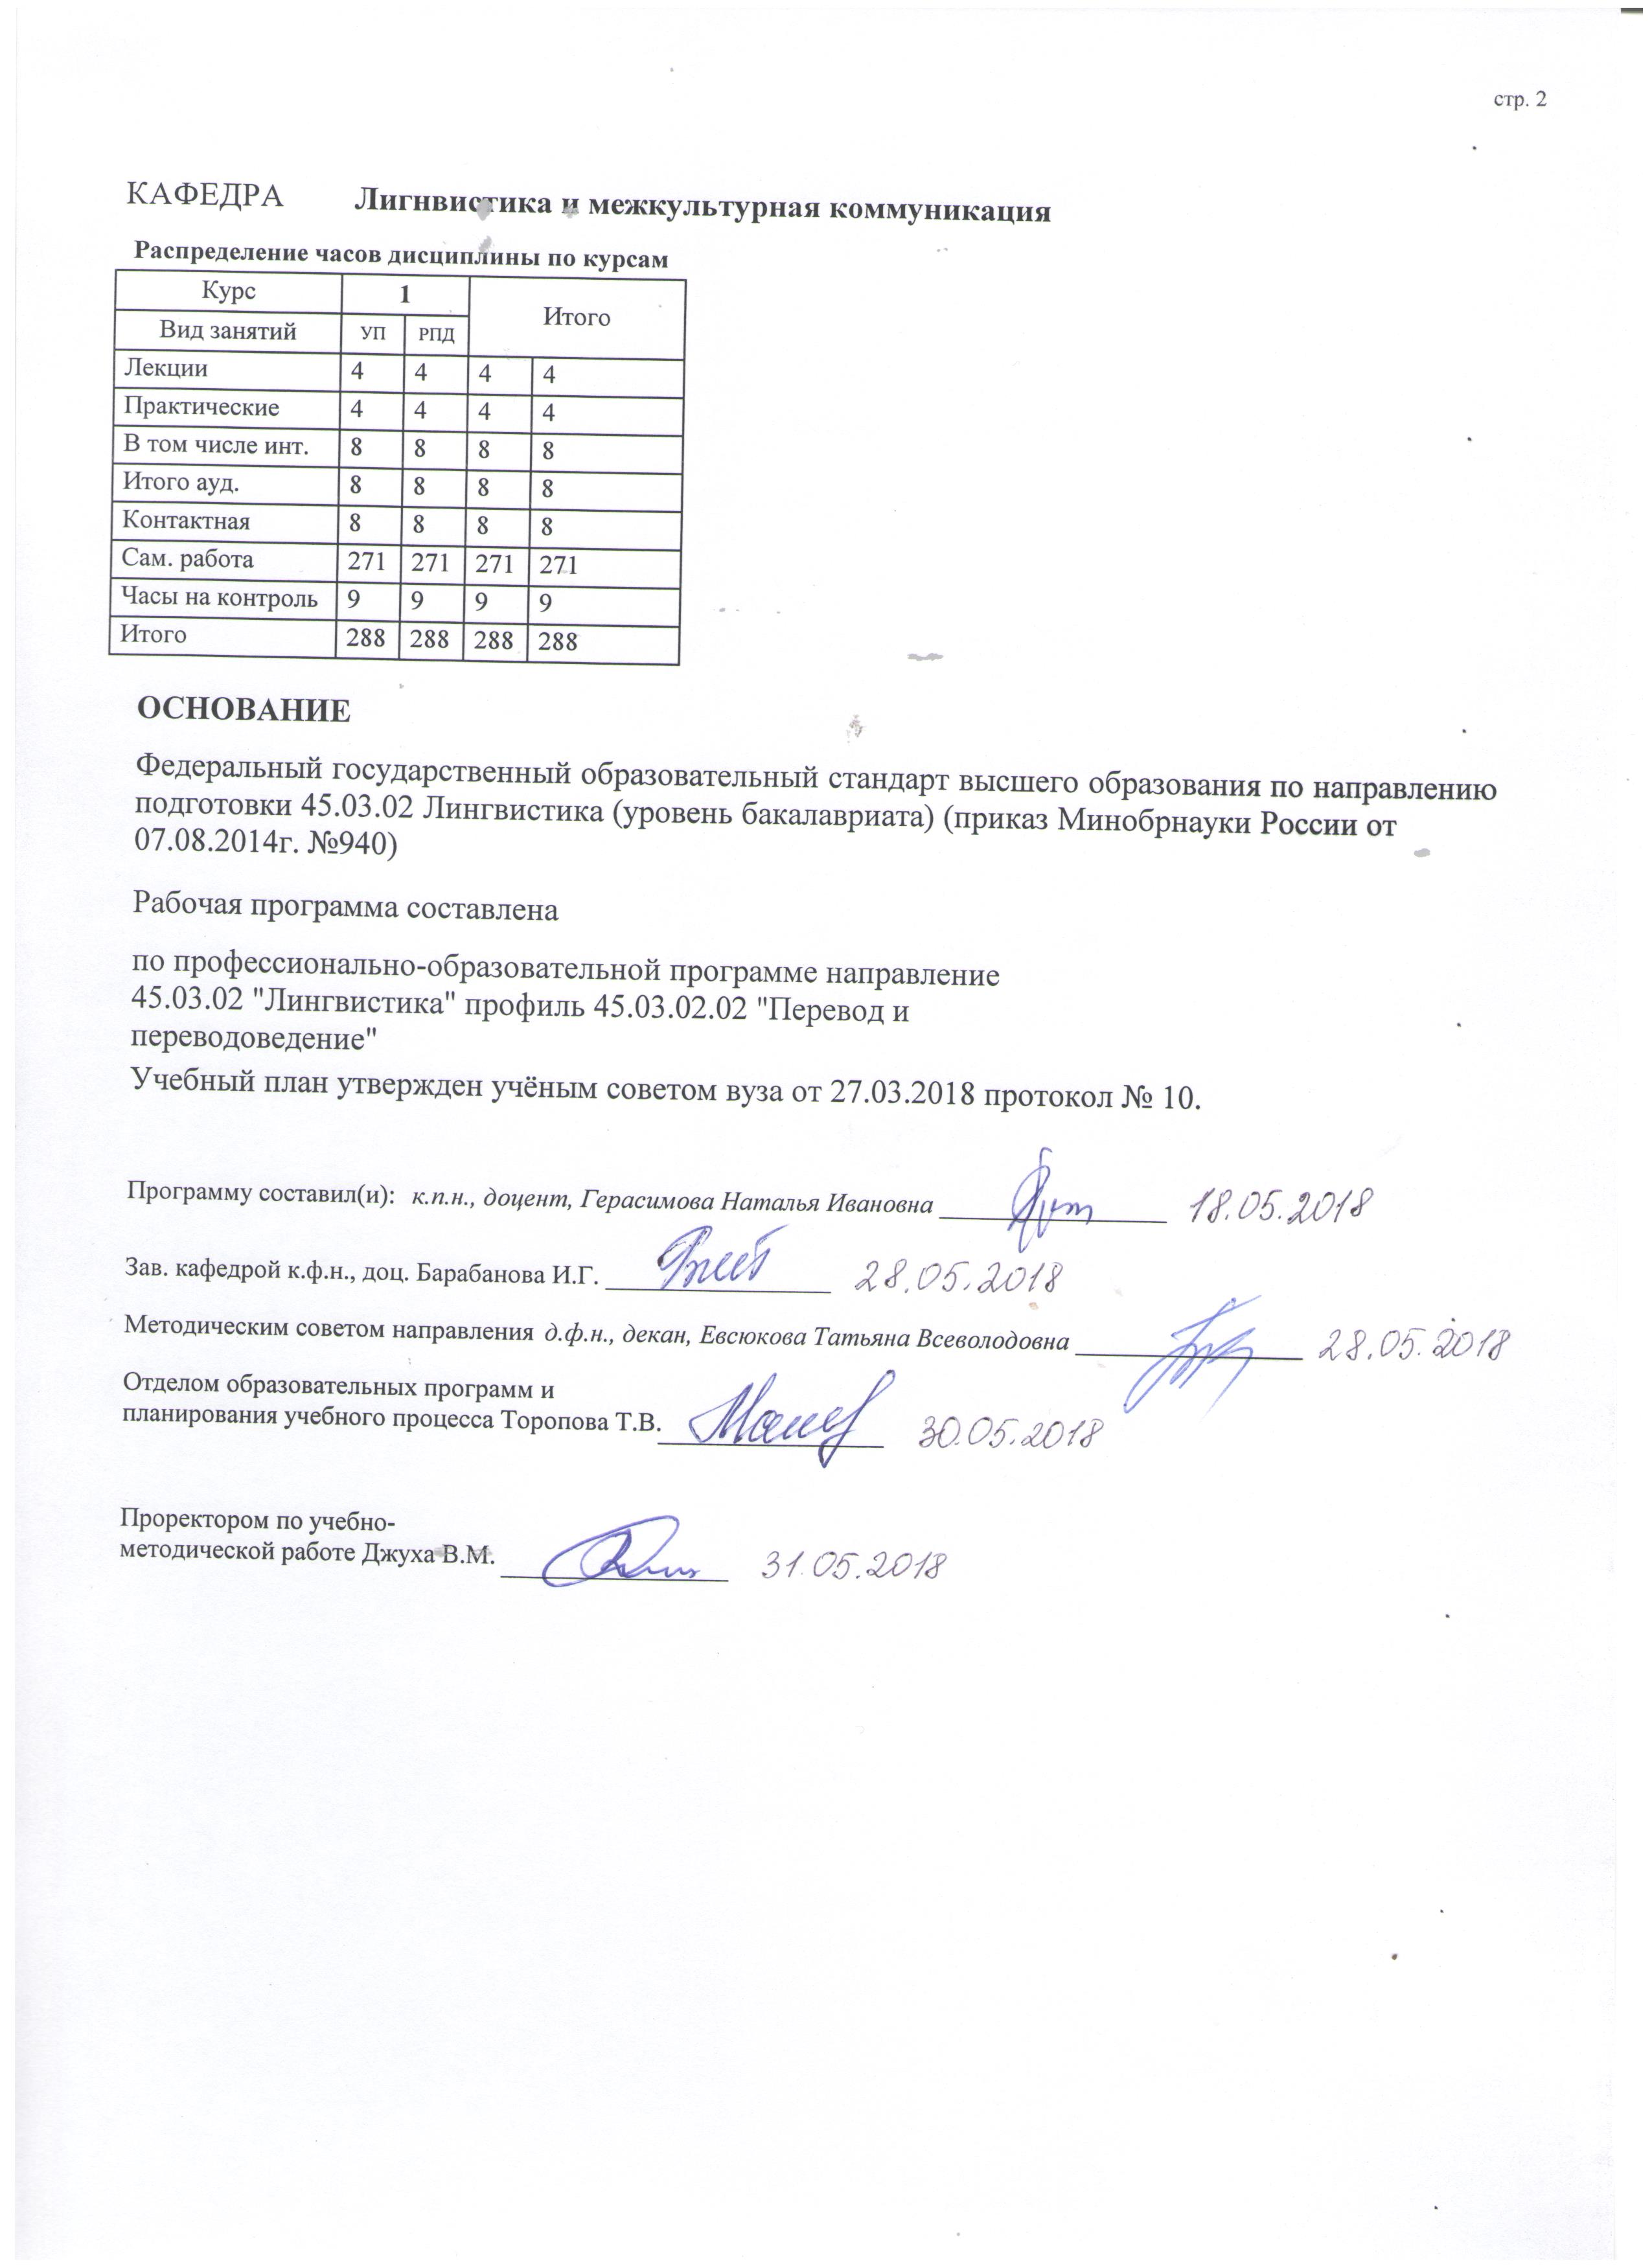 стр. 2
КАФЕДРА Лигнвистика и межкультурная коммуникация
Распределение часов дисциплины по курсам
Курс 1 Итого
Вид занятий УП РПД
Лекции 4 4 4 4
Практические 4 4 4 4
В том числе инт. 8 8 8 8
Итого ауд. 8 8 8 8
Контактная 8 8 8 8
Сам. работа 271 271 271 271
Часы на контроль 9 9 9 9
Итого 288 288 288 288
ОСНОВАНИЕ
Федеральный государственный образовательный стандарт высшего образования по направлению
подготовки 45.03.02 Лингвистика (уровень бакалавриата) (приказ Минобрнауки России от
07.08.2014г. №940)
Рабочая программа составлена
по профессионально-образовательной программе направление
45.03.02 "Лингвистика" профиль 45.03.02.02 "Перевод и
переводоведение"
Учебный план утвержден учёным советом вуза от 27.03.2018 протокол № 10.
Программу составил(и): к.п.н., доцент, Герасимова Наталья Ивановна 18.05.2018
Зав. кафедрой к.ф.н., доц. Барабанова И.Г. 28.05.2018
Методическим советом направления д.ф.н., декан, Евсюкова Татьяна Всеволодовна 28.05.2018
Отделом образовательных программ и
планирования учебного процесса Торопова Т.В. 30.05.2018
Проректором по учебно-
методической работе Джуха В.М. 31.05.2018